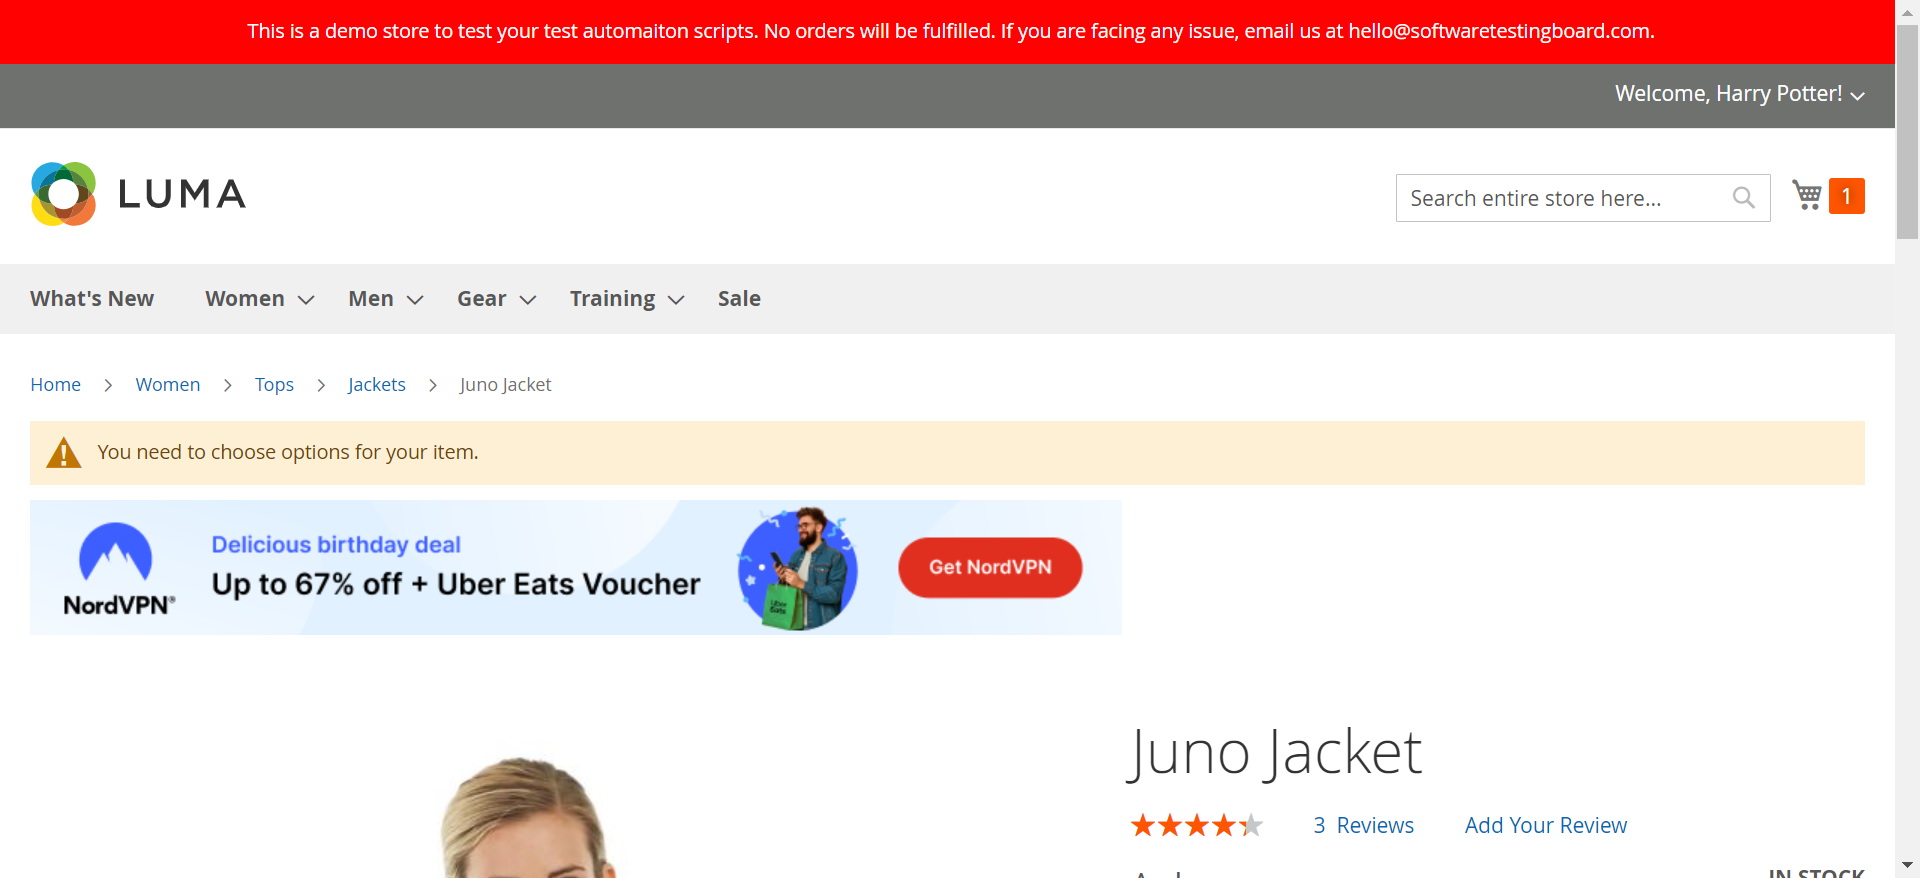 This is a demo store to test your test automaiton scripts. No orders will be fulfilled. If you are facing any issue, email us at hello@softwaretestingboard.com.
Welcome, Harry Potter!
LUMA
Search entire store here...
1
What's New Women Men Gear Training Sale
Home > Women > Tops > Jackets > Juno Jacket
You need to choose options for your item.
NordVPN®
Delicious birthday deal
Up to 67% off + Uber Eats Voucher
Uber Eats
Get NordVPN
Juno Jacket
3 Reviews Add Your Review
IN STOCK